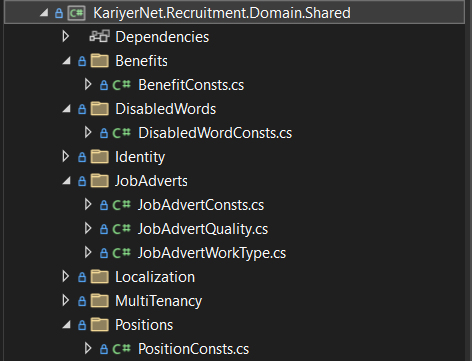 KariyerNet.Recruitment.Domain.Shared
Dependencies
Benefits
C# BenefitConsts.cs
DisabledWords
C# DisabledWordConsts.cs
Identity
JobAdverts
C# JobAdvertConsts.cs
C# JobAdvertQuality.cs
C# JobAdvertWorkType.cs
Localization
MultiTenancy
Positions
C# PositionConsts.cs